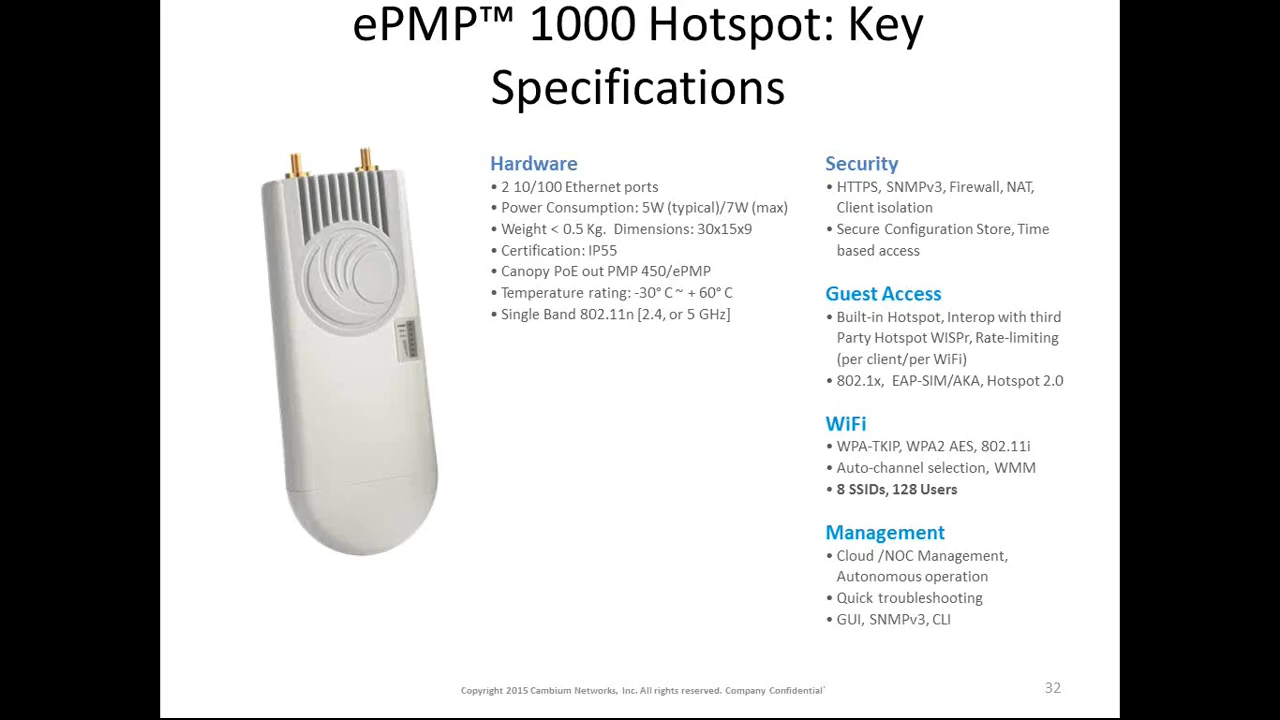 ePMP™ 1000 Hotspot: Key
Specifications
Hardware
• 2 10/100 Ethernet ports
• Power Consumption: 5W (typical)/7W (max)
• Weight < 0.5 Kg. Dimensions: 30x15x9
• Certification: IP55
• Canopy PoE out PMP 450/ePMP
• Temperature rating: -30° C ~ + 60° C
• Single Band 802.11n [2.4, or 5 GHz]
Security
• HTTPS, SNMPv3, Firewall, NAT,
Client isolation
• Secure Configuration Store, Time
based access
Guest Access
• Built-in Hotspot, Interop with third
Party Hotspot WISPr, Rate-limiting
(per client/per WiFi)
• 802.1x, EAP-SIM/AKA, Hotspot 2.0
WiFi
• WPA-TKIP, WPA2 AES, 802.11i
• Auto-channel selection, WMM
• 8 SSIDs, 128 Users
Management
• Cloud /NOC Management,
Autonomous operation
• Quick troubleshooting
• GUI, SNMPv3, CLI
Copyright 2015 Cambium Networks, Inc. All rights reserved. Company Confidential`
32